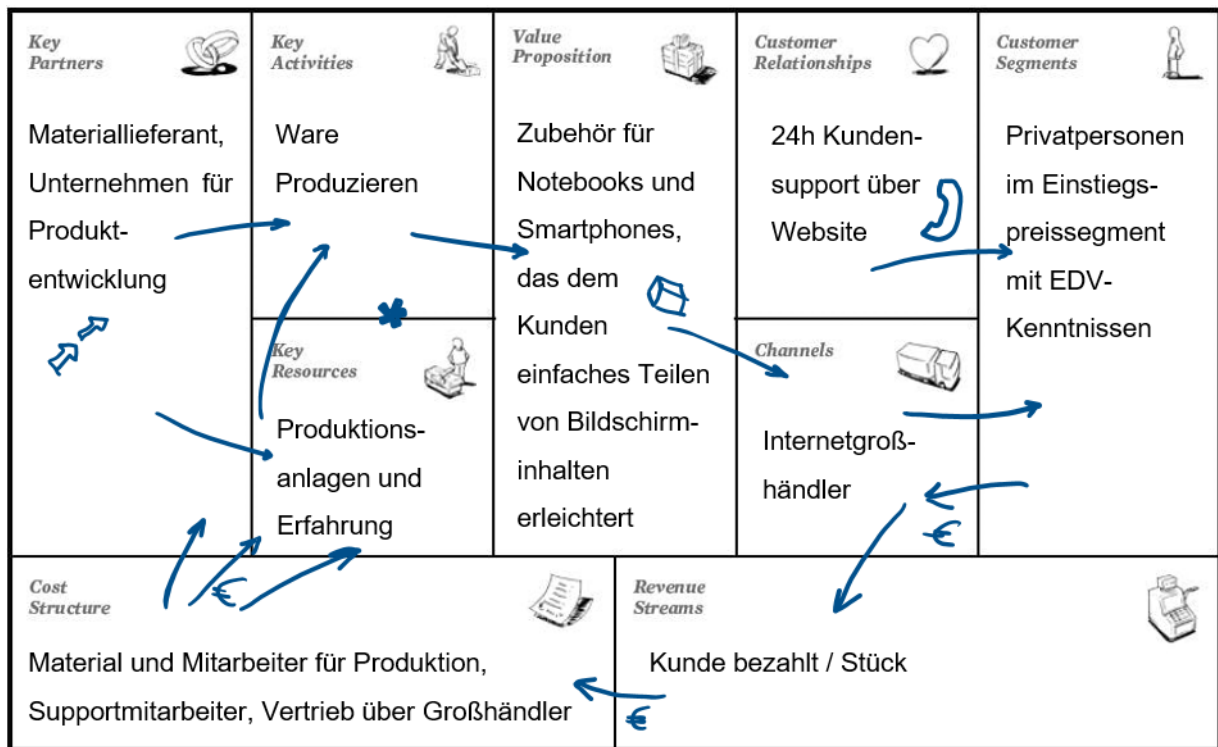 Key
Partners
Materiallieferant,
Unternehmen für
Produkt-
entwicklung
Key
Activities
Ware
Produzieren
Key
Resources
Produktions-
anlagen und
Erfahrung
Value
Proposition
Zubehör für
Notebooks und
Smartphones,
das dem
Kunden
einfaches Teilen
von Bildschirm-
inhalten
erleichtert
Customer
Relationships
24h Kunden-
support über
Website
Channels
Internetgroß-
händler
€
Customer
Segments
Privatpersonen
im Einstiegs-
preissegment
mit EDV-
Kenntnissen
Cost
Structure
€
Material und Mitarbeiter für Produktion,
Supportmitarbeiter, Vertrieb über Großhändler
Revenue
Streams
Kunde bezahlt / Stück
€